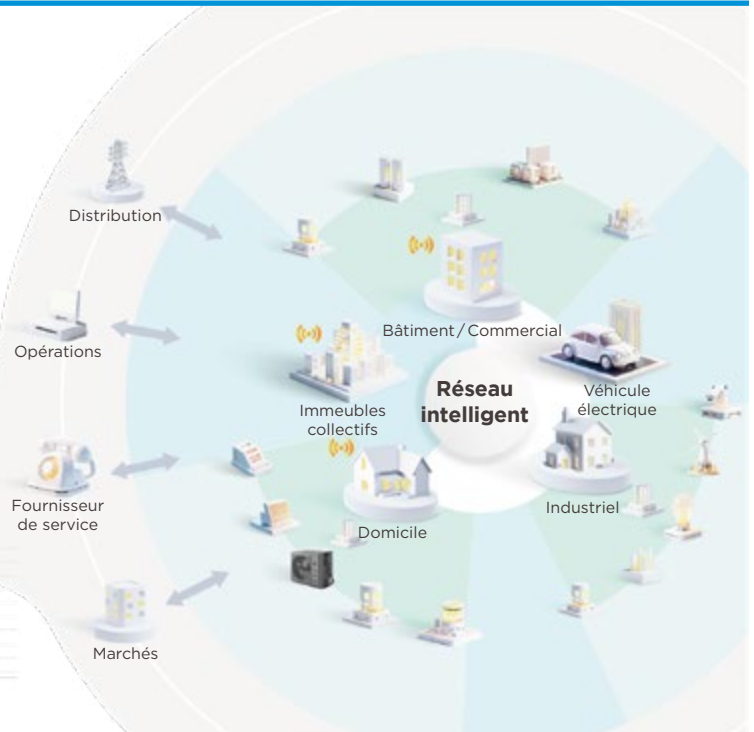 Distribution
Bâtiment / Commercial
Opérations
Réseau
intelligent
Véhicule
électrique
Immeubles
collectifs
Fournisseur
de service
Industriel
Domicile
Marchés